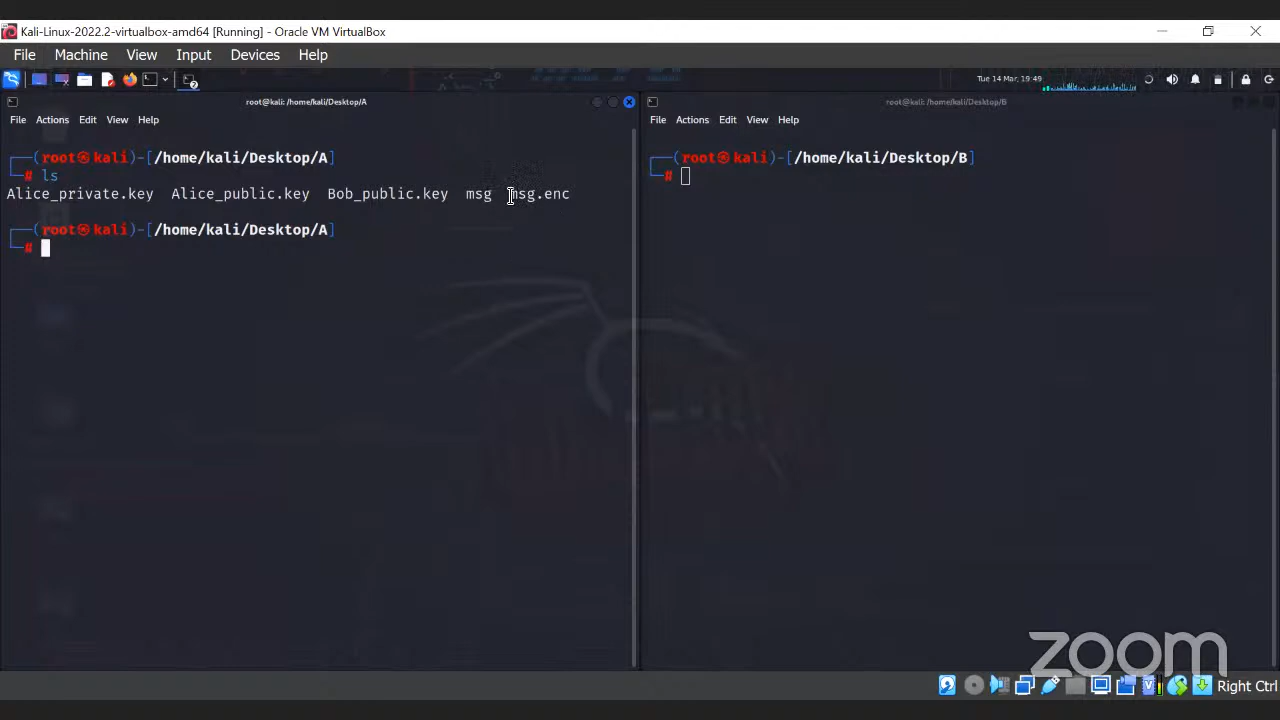 Kali-Linux-2022.2-virtualbox-amd64 [Running] - Oracle VM VirtualBox
File Machine View Input Devices Help
Tue 14 Mar, 19:49
root@kali: /home/kali/Desktop/A
File Actions Edit View Help
┌──(root㉿kali)-[/home/kali/Desktop/A]
└─# ls
Alice_private.key Alice_public.key Bob_public.key msg msg.enc
┌──(root㉿kali)-[/home/kali/Desktop/A]
└─#
root@kali: /home/kali/Desktop/B
File Actions Edit View Help
┌──(root㉿kali)-[/home/kali/Desktop/B]
└─#
zoom
Right Ctrl